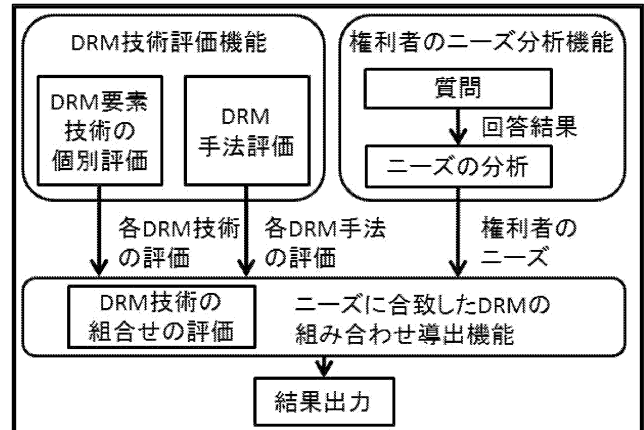 DRM技術評価機能
DRM要素
技術の
個別評価
DRM
手法評価
権利者のニーズ分析機能
質問
回答結果
ニーズの分析
各DRM技術
の評価
各DRM手法
の評価
権利者の
ニーズ
DRM技術の
組合せの評価
ニーズに合致したDRMの
組み合わせ導出機能
結果出力